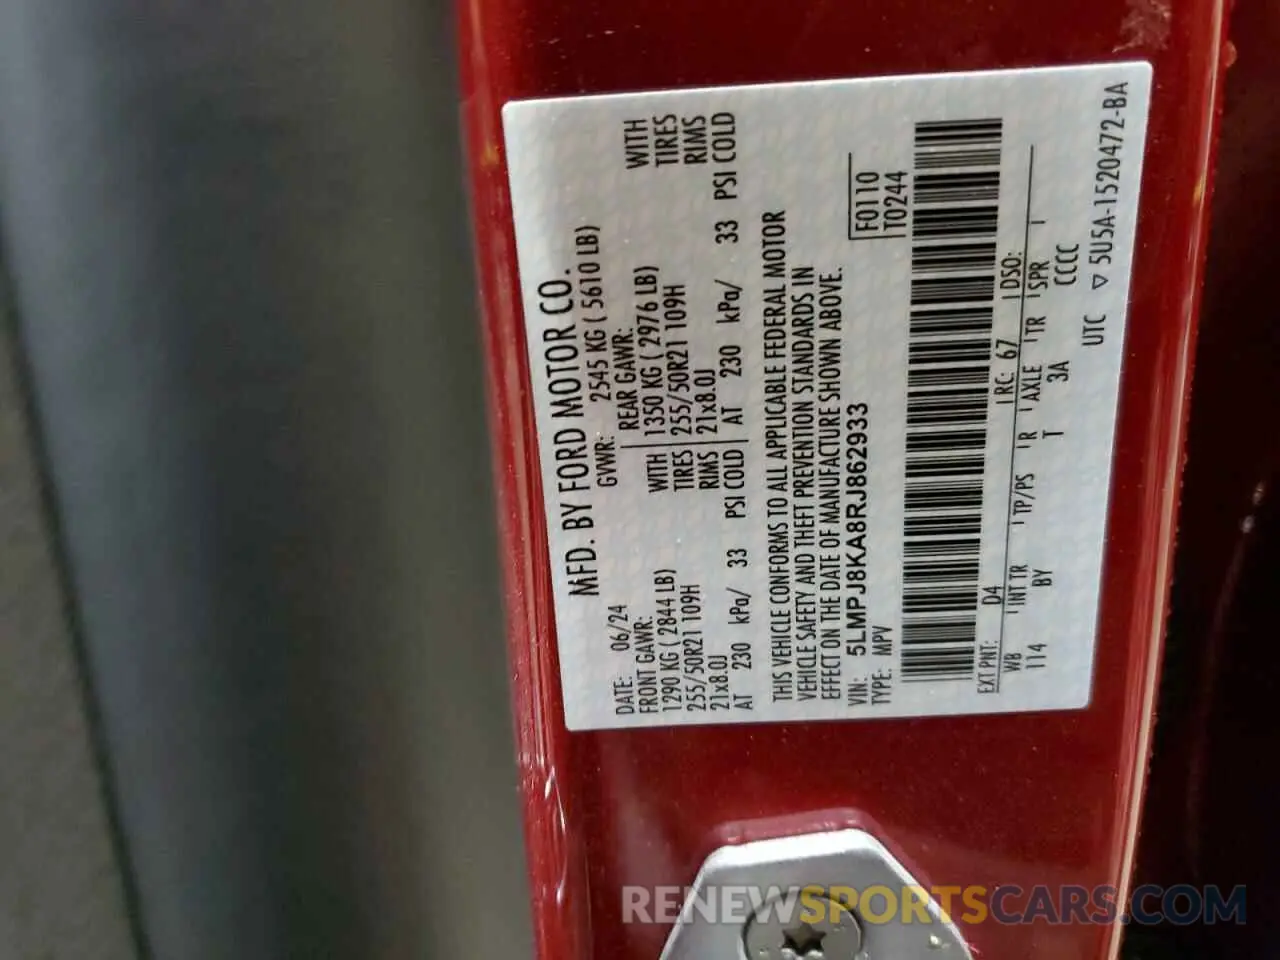 MFD. BY FORD MOTOR CO.
DATE: 06/24 GVWR: 2545 KG ( 5610 LB)
FRONT GAWR: REAR GAWR:
1290 KG ( 2844 LB) WITH 1350 KG ( 2976 LB) WITH
255/50R21 109H TIRES 255/50R21 109H TIRES
21x8.0J RIMS 21x8.0J RIMS
AT 230 kPa/ 33 PSI COLD AT 230 kPa/ 33 PSI COLD
THIS VEHICLE CONFORMS TO ALL APPLICABLE FEDERAL MOTOR
VEHICLE SAFETY AND THEFT PREVENTION STANDARDS IN
EFFECT ON THE DATE OF MANUFACTURE SHOWN ABOVE.
VIN: 5LMPJ8KA8RJ862933 F0110
TYPE: MPV T0244
EXT PNT: D4 RC: 67 DSO:
WB INT TR TP/PS R AXLE TR SPR
114 BY T 3A CCCC
UTC ▽ 5U5A-1520472-BA
RENEWSPORTSCARS.COM